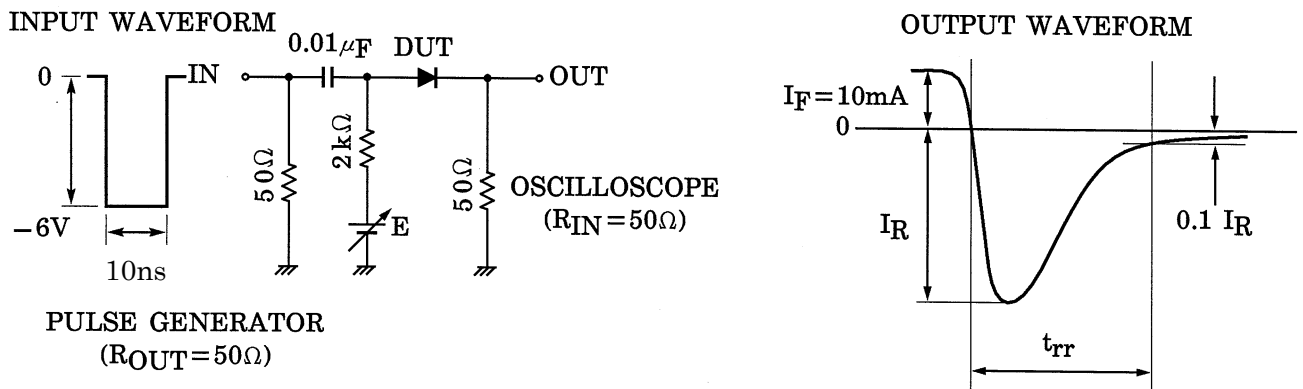 INPUT WAVEFORM
0
−6V
10ns
PULSE GENERATOR
(ROUT=50Ω)
IN
0.01μF
DUT
OUT
50Ω
2kΩ
E
50Ω
OSCILLOSCOPE
(RIN=50Ω)
OUTPUT WAVEFORM
IF=10mA
0
IR
0.1 IR
trr